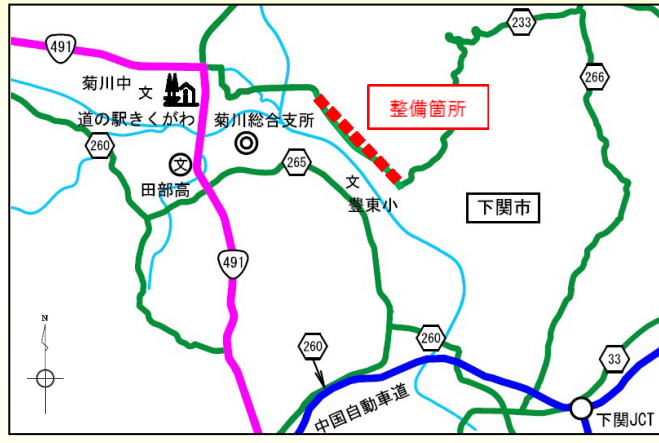 233
491
266
菊川中
文
整備箇所
道の駅きくがわ
菊川総合支所
260
265
文
文
田部高
豊東小
下関市
491
N
260
260
33
中国自動車道
下関JCT